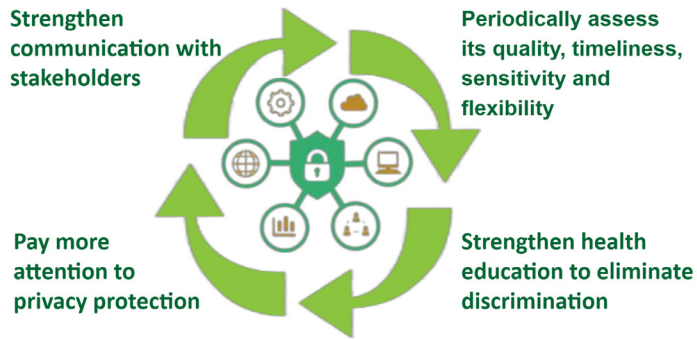 Strengthen
communication with
stakeholders
Periodically assess
its quality, timeliness,
sensitivity and
flexibility
Pay more
attention to
privacy protection
Strengthen health
education to eliminate
discrimination